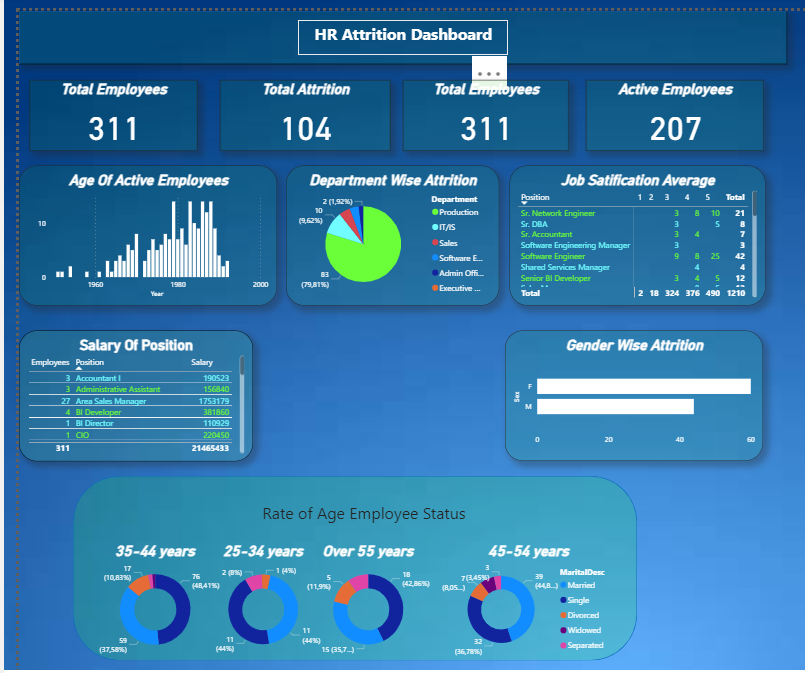 HR Attrition Dashboard
Total Employees
311
Total Attrition
104
Total Employees
311
Active Employees
207
Age Of Active Employees
10
0
1960
1980
2000
Year
Department Wise Attrition
2 (1,92%)
10
(9,62%)
83
(79,81%)
Department
Production
IT/IS
Sales
Software E...
Admin Offi...
Executive ...
Job Satification Average
Position 1 2 3 4 5 Total
Sr. Network Engineer 3 8 10 21
Sr. DBA 3 5 8
Sr. Accountant 3 4 7
Software Engineering Manager 3 3
Software Engineer 9 8 25 42
Shared Services Manager 4 4
Senior BI Developer 3 4 5 12
Total 2 18 324 376 490 1210
Salary Of Position
Employees Position Salary
3 Accountant I 190523
3 Administrative Assistant 156840
27 Area Sales Manager 1753179
4 BI Developer 381860
1 BI Director 110929
1 CIO 220450
311 21465433
Gender Wise Attrition
Sex
F
M
0 20 40 60
Rate of Age Employee Status
35-44 years
17
(10,83%)
76
(48,41%)
59
(37,58%)
25-34 years
2 (8%)
1 (4%)
11
(44%)
11
(44%)
Over 55 years
5
(11,9%)
18
(42,86%)
15 (35,7...)
45-54 years
3
(3,45%)
7
(8,05...)
39
(44,8...)
32
(36,78%)
MaritalDesc
Married
Single
Divorced
Widowed
Separated